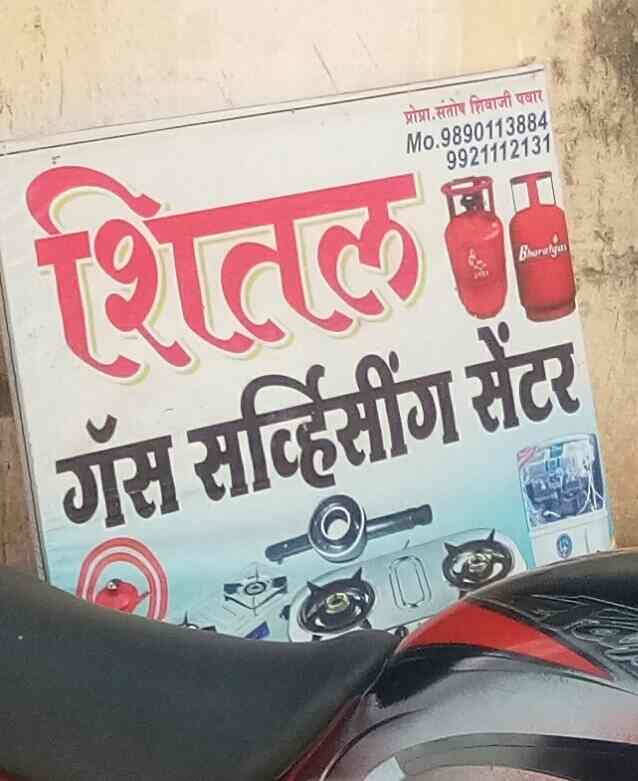 प्रोप्रा.संतोष शिवाजी पवार
Mo.9890113884
9921112131
शितल
Bharatgas
गॅस सर्व्हिसींग सेंटर